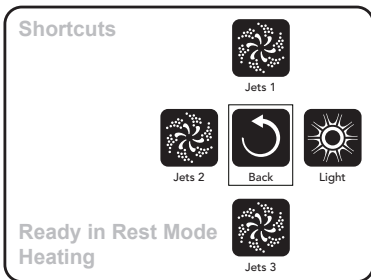 Shortcuts
Jets 1
Jets 2
Back
Light
Ready in Rest Mode
Heating
Jets 3